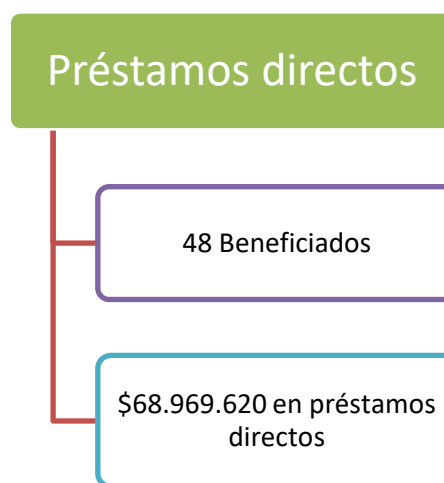 Préstamos directos
48 Beneficiados
$68.969.620 en préstamos
directos